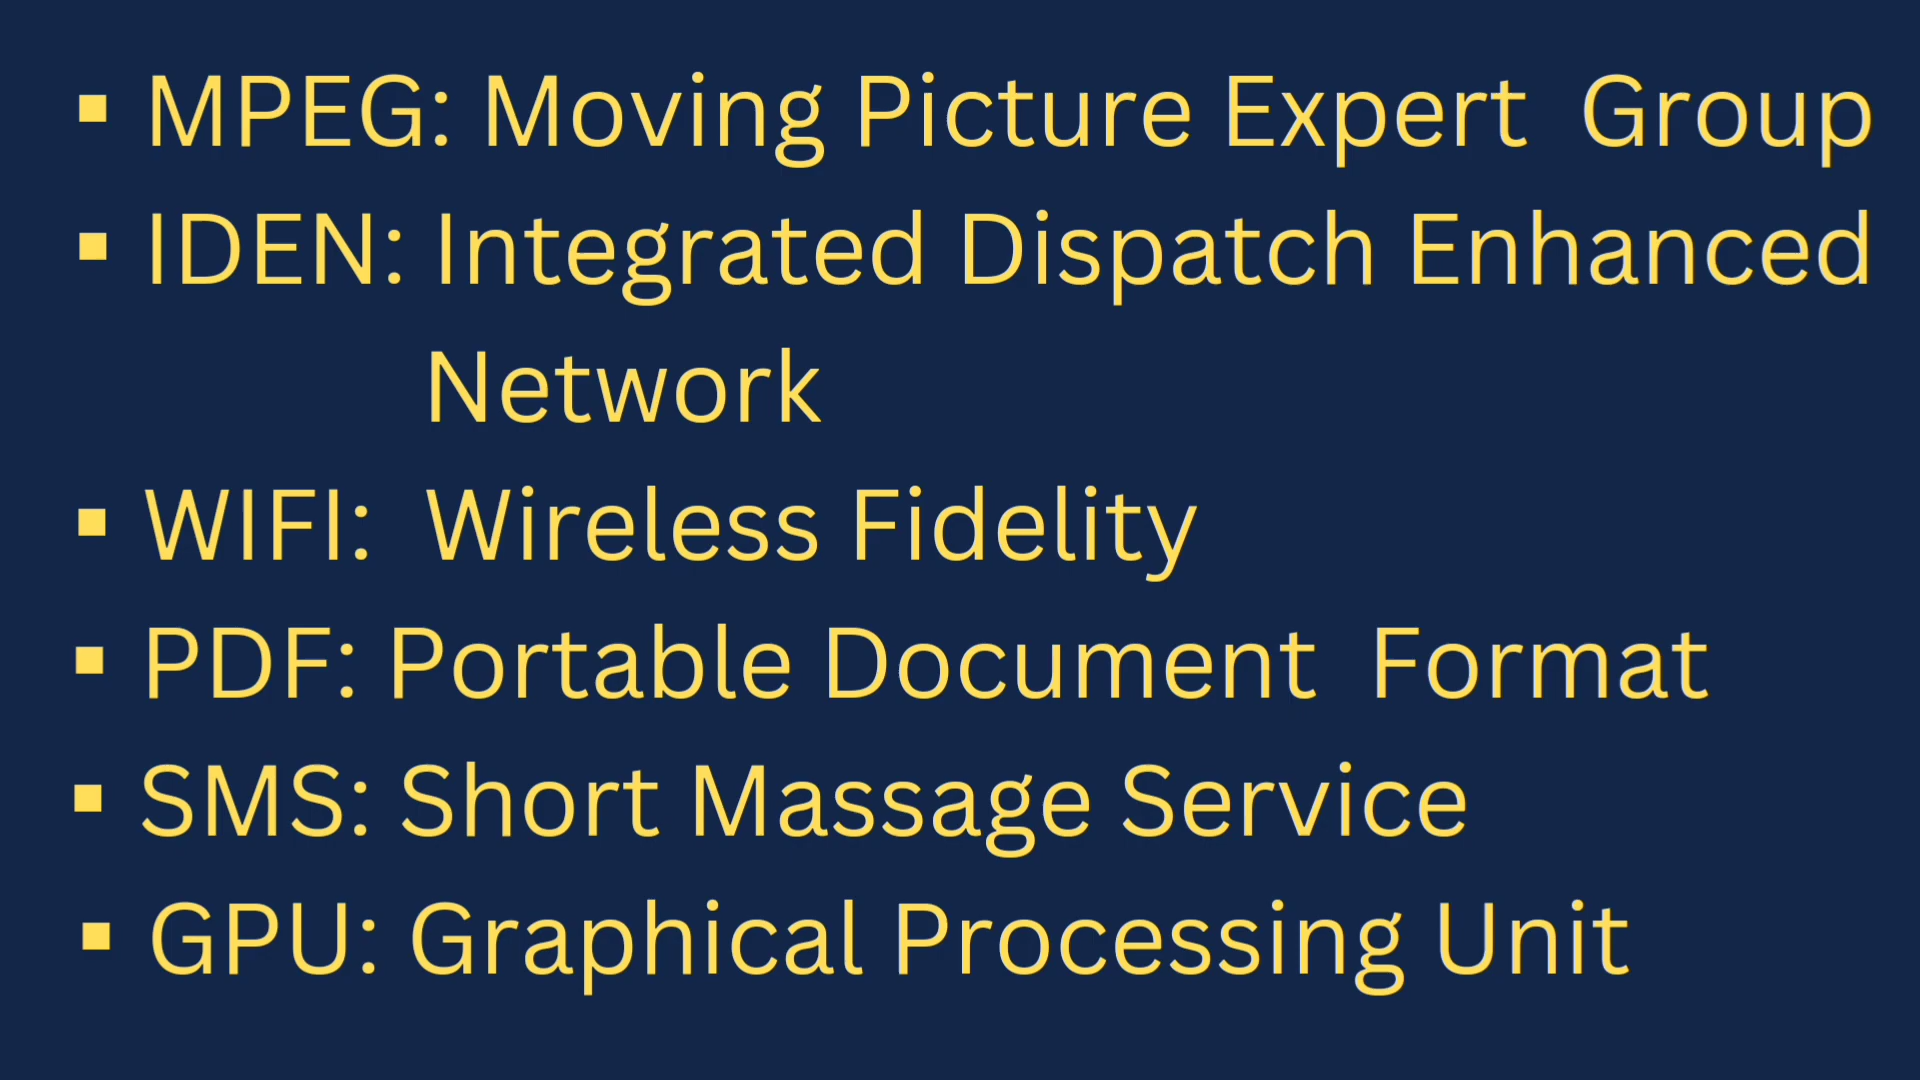 ▪ MPEG: Moving Picture Expert Group
▪ IDEN: Integrated Dispatch Enhanced
Network
▪ WIFI: Wireless Fidelity
▪ PDF: Portable Document Format
▪ SMS: Short Massage Service
▪ GPU: Graphical Processing Unit